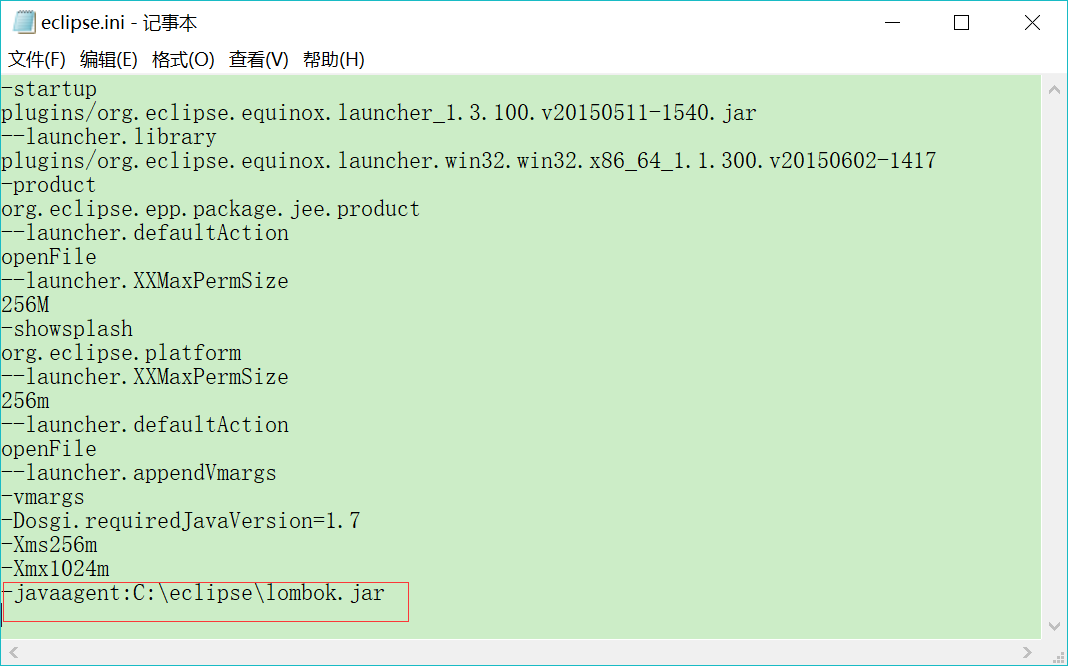 eclipse.ini - 记事本
文件(F) 编辑(E) 格式(O) 查看(V) 帮助(H)
-startup
plugins/org.eclipse.equinox.launcher_1.3.100.v20150511-1540.jar
--launcher.library
plugins/org.eclipse.equinox.launcher.win32.win32.x86_64_1.1.300.v20150602-1417
-product
org.eclipse.epp.package.jee.product
--launcher.defaultAction
openFile
--launcher.XXMaxPermSize
256M
-showsplash
org.eclipse.platform
--launcher.XXMaxPermSize
256m
--launcher.defaultAction
openFile
--launcher.appendVmargs
-vmargs
-Dosgi.requiredJavaVersion=1.7
-Xms256m
-Xmx1024m
-javaagent:C:\eclipse\lombok.jar